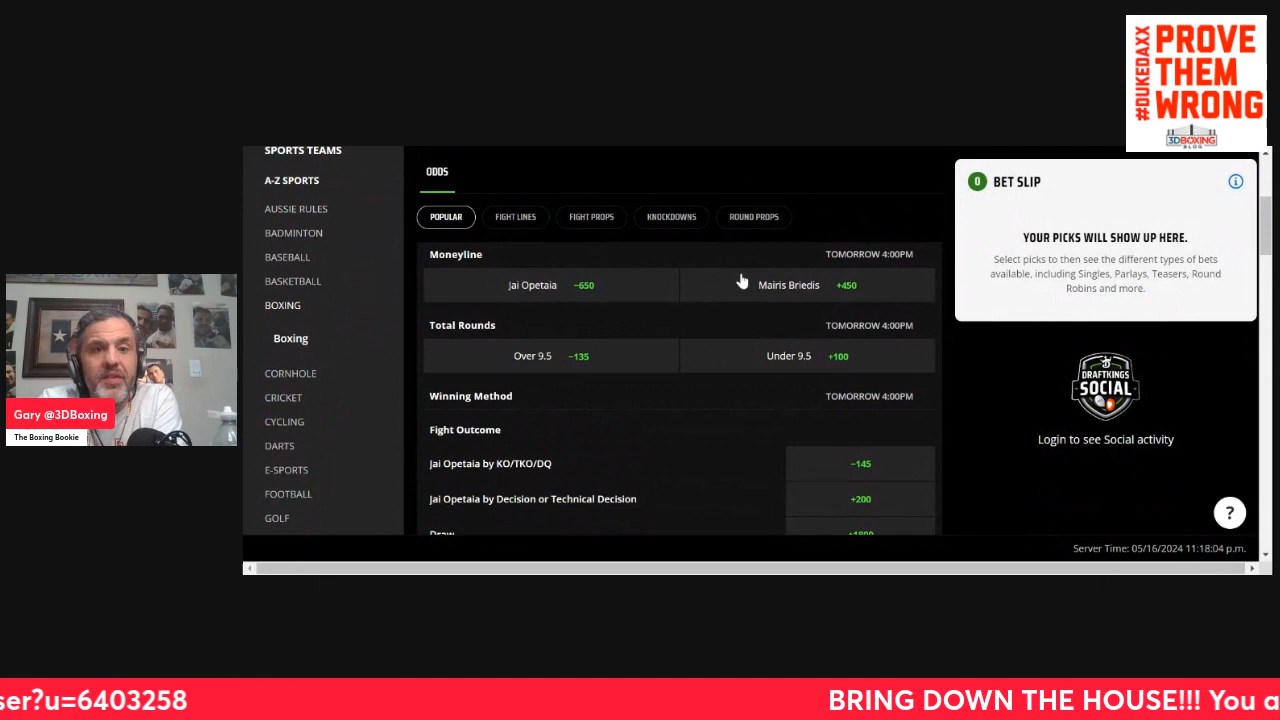 #DUKEDAXX
PROVE
THEM
WRONG
3DBOXING
BLOG
SPORTS TEAMS
A-Z SPORTS
AUSSIE RULES
BADMINTON
BASEBALL
BASKETBALL
BOXING
Boxing
CORNHOLE
CRICKET
CYCLING
DARTS
E-SPORTS
FOOTBALL
GOLF
ODDS
POPULAR FIGHT LINES FIGHT PROPS KNOCKDOWNS ROUND PROPS
Moneyline TOMORROW 4:00PM
Jai Opetaia −650 Mairis Briedis +450
Total Rounds TOMORROW 4:00PM
Over 9.5 −135 Under 9.5 +100
Winning Method TOMORROW 4:00PM
Fight Outcome
Jai Opetaia by KO/TKO/DQ −145
Jai Opetaia by Decision or Technical Decision +200
Draw +1800
0 BET SLIP
YOUR PICKS WILL SHOW UP HERE.
Select picks to then see the different types of bets
available, including Singles, Parlays, Teasers, Round
Robins and more.
DRAFTKINGS
SOCIAL
Login to see Social activity
?
Server Time: 05/16/2024 11:18:04 p.m.
Gary @3DBoxing
The Boxing Bookie
ser?u=6403258 BRING DOWN THE HOUSE!!! You a